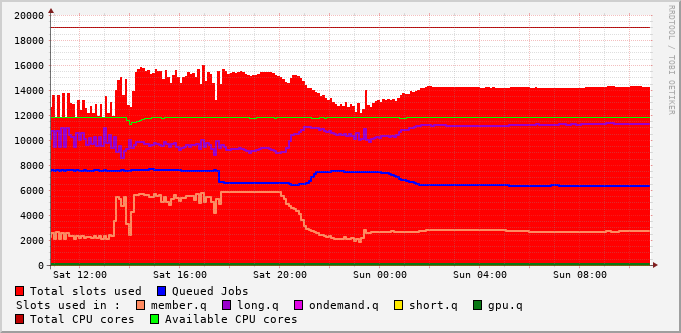 20000
18000
16000
14000
12000
10000
8000
6000
4000
2000
0
Sat 12:00 Sat 16:00 Sat 20:00 Sun 00:00 Sun 04:00 Sun 08:00
RRDTOOL / TOBI OETIKER
Total slots used Queued Jobs
Slots used in : member.q long.q ondemand.q short.q gpu.q
Total CPU cores Available CPU cores